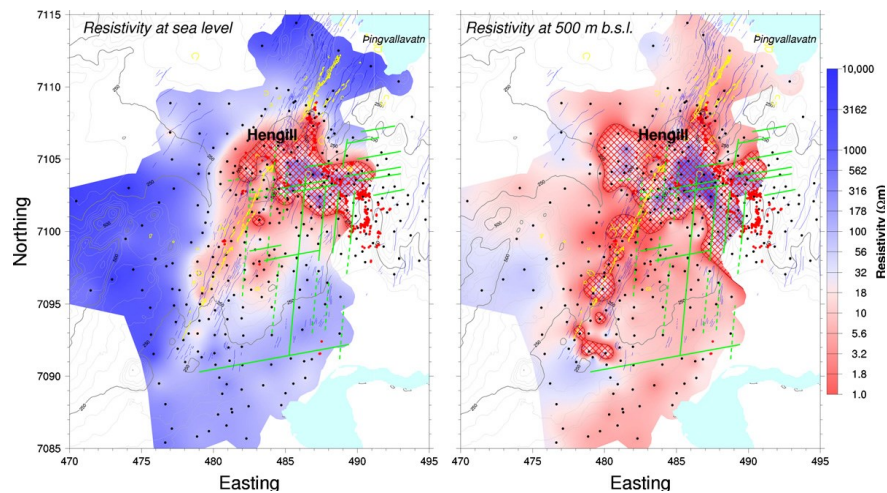 Resistivity at sea level
Þingvallavatn
Hengill
Resistivity at 500 m b.s.l.
Þingvallavatn
Hengill
7115
7110
7105
7100
7095
7090
7085
Northing
470 475 480 485 490 495
Easting
470 475 480 485 490 495
Easting
10,000
3162
1000
562
316
178
100
56
32
18
10
5.6
3.2
1.8
1.0
Resistivity (Ωm)